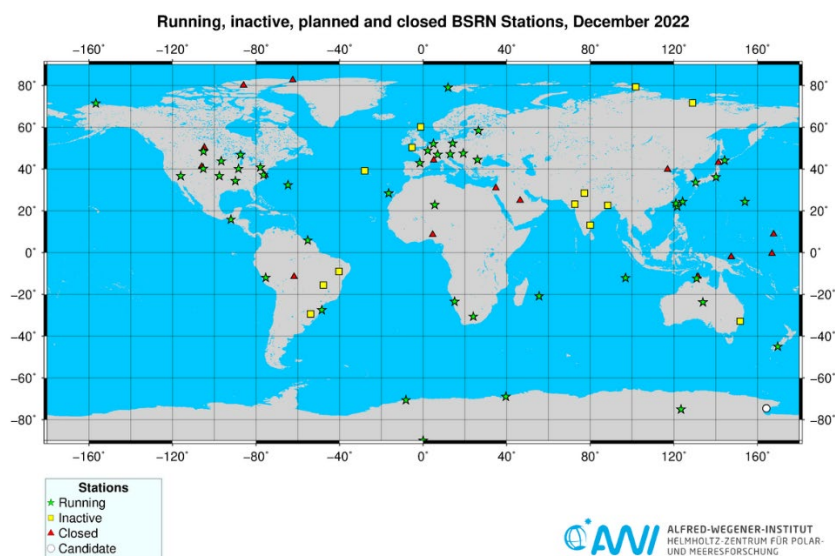 Running, inactive, planned and closed BSRN Stations, December 2022
−160˚ −120˚ −80˚ −40˚ 0˚ 40˚ 80˚ 120˚ 160˚
80˚ 80˚
60˚ 60˚
40˚ 40˚
20˚ 20˚
0˚ 0˚
−20˚ −20˚
−40˚ −40˚
−60˚ −60˚
−80˚ −80˚
−160˚ −120˚ −80˚ −40˚ 0˚ 40˚ 80˚ 120˚ 160˚
Stations
Running
Inactive
Closed
Candidate
AWI
ALFRED-WEGENER-INSTITUT
HELMHOLTZ-ZENTRUM FÜR POLAR-
UND MEERESFORSCHUNG